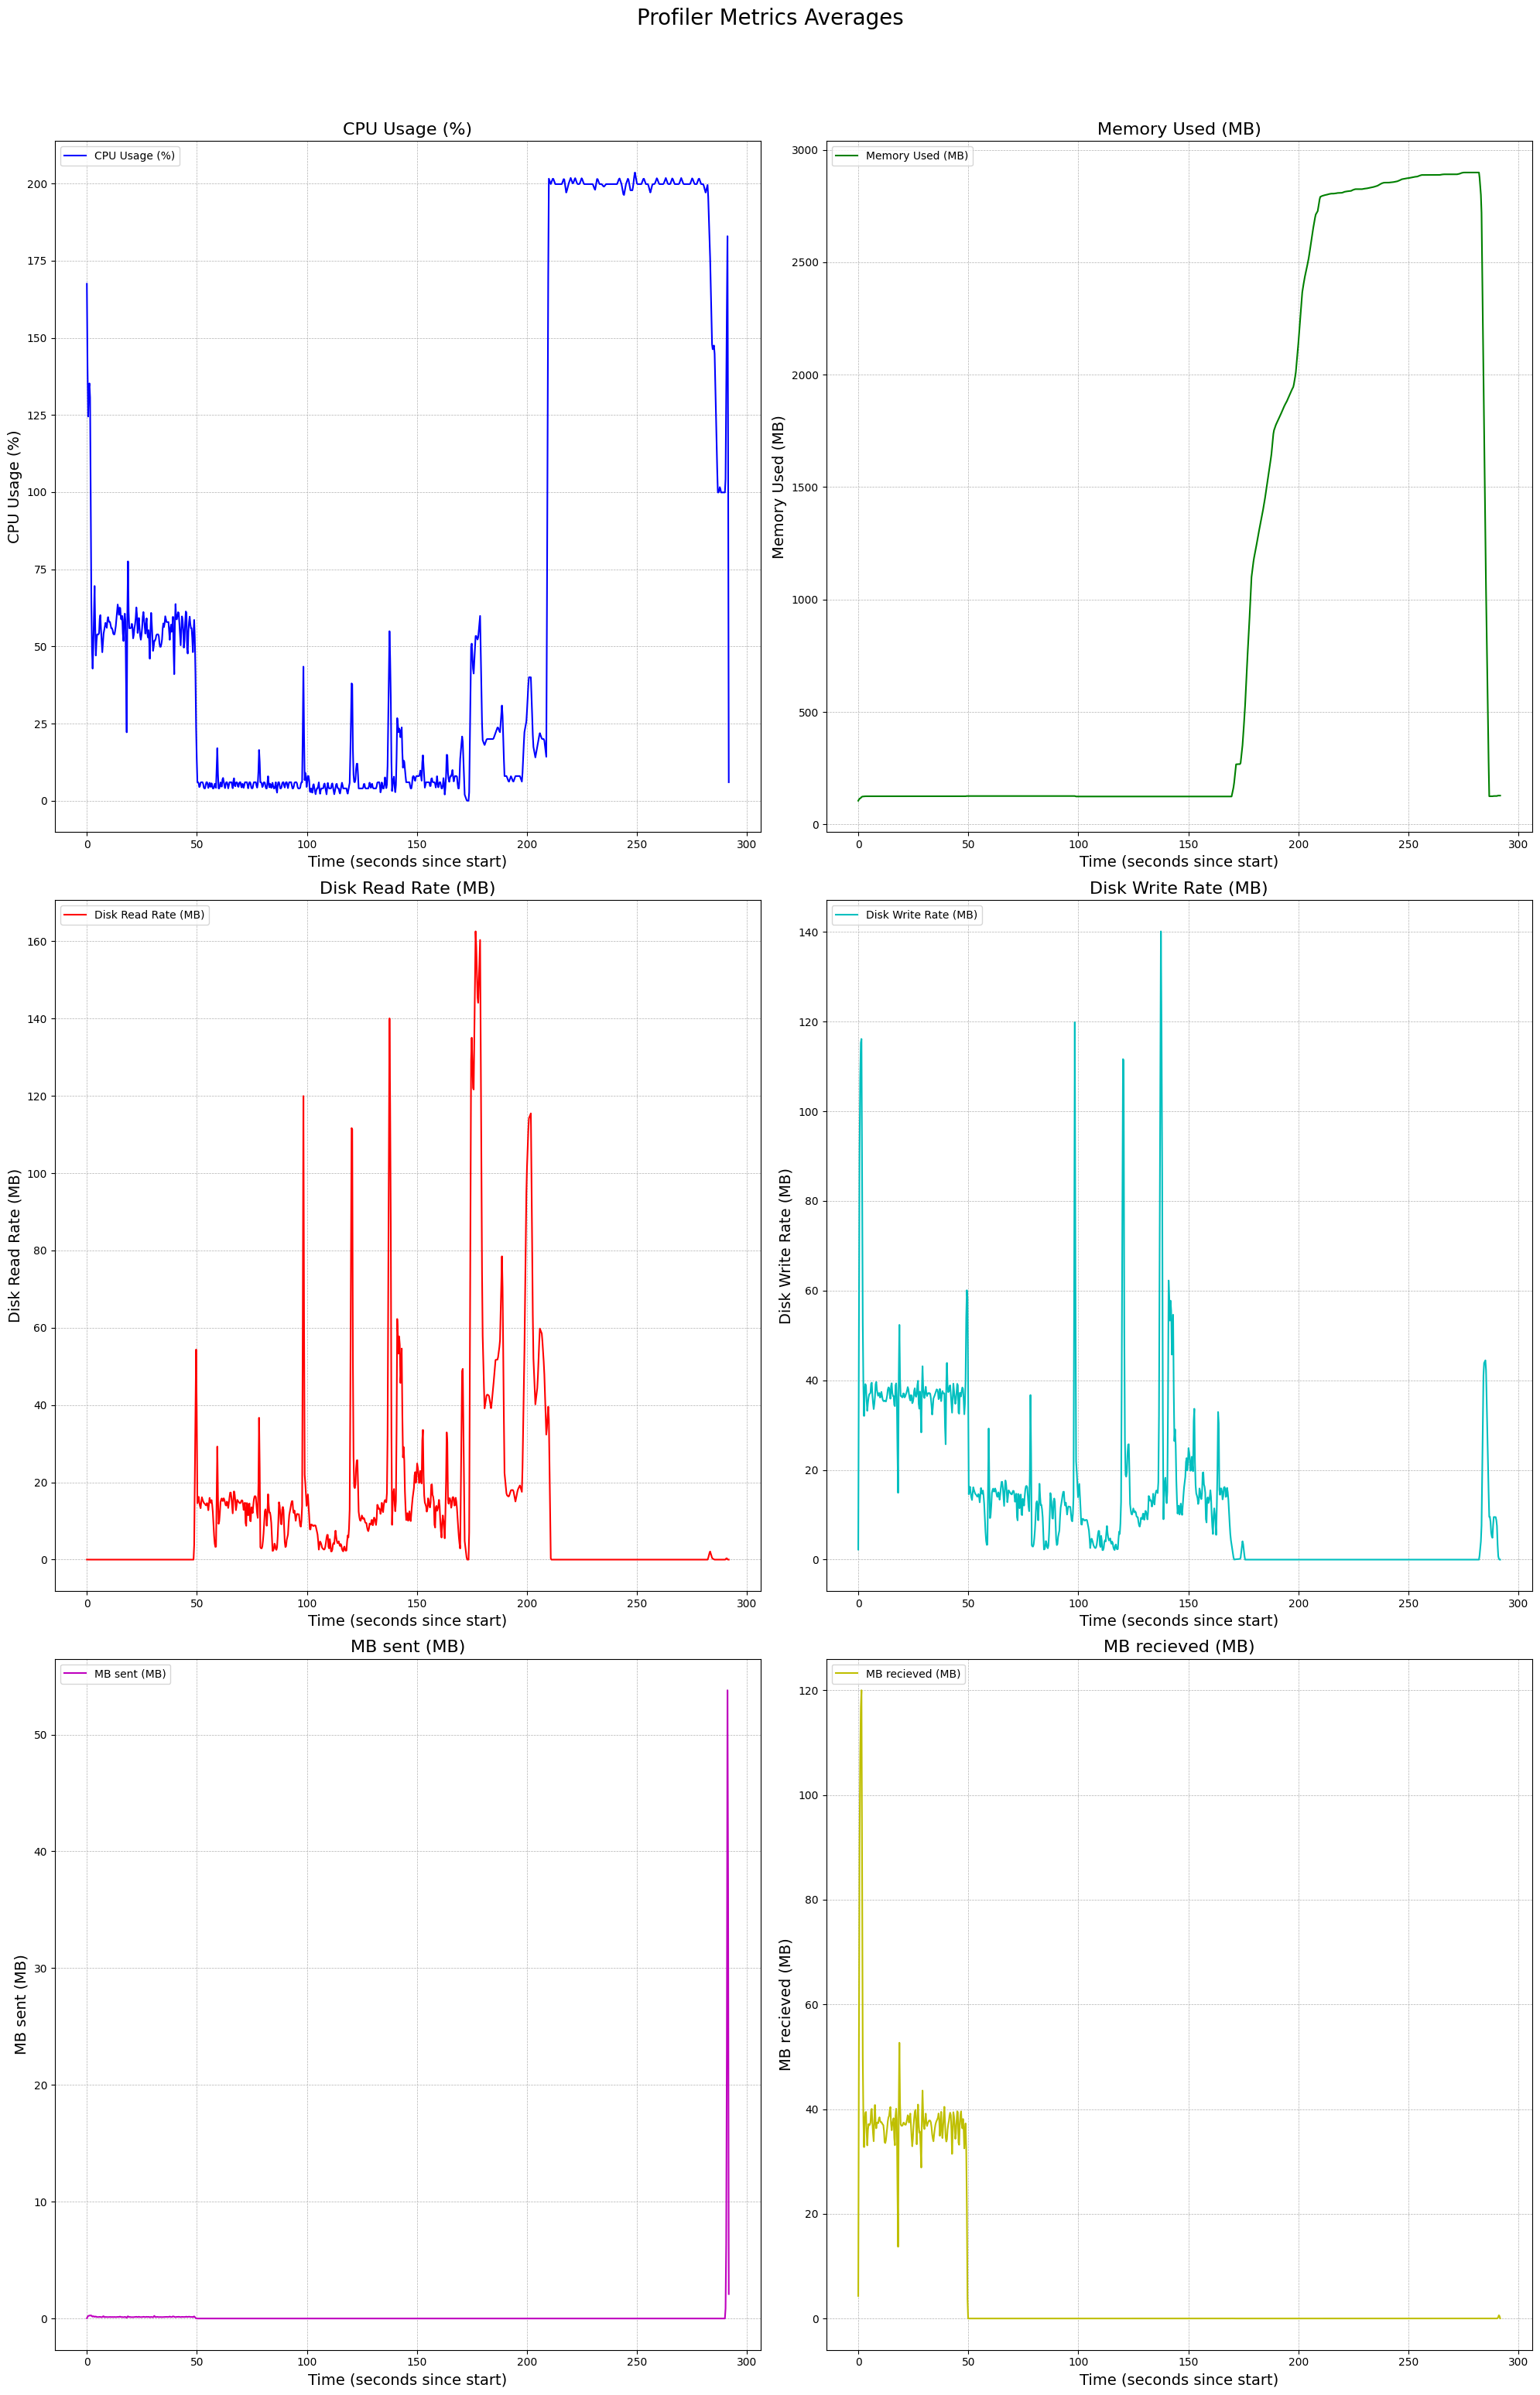 Profiler Metrics Averages
CPU Usage (%)
CPU Usage (%)
CPU Usage (%)
200
175
150
125
100
75
50
25
0
0 50 100 150 200 250 300
Time (seconds since start)
Memory Used (MB)
Memory Used (MB)
Memory Used (MB)
3000
2500
2000
1500
1000
500
0
0 50 100 150 200 250 300
Time (seconds since start)
Disk Read Rate (MB)
Disk Read Rate (MB)
Disk Read Rate (MB)
160
140
120
100
80
60
40
20
0
0 50 100 150 200 250 300
Time (seconds since start)
Disk Write Rate (MB)
Disk Write Rate (MB)
Disk Write Rate (MB)
140
120
100
80
60
40
20
0
0 50 100 150 200 250 300
Time (seconds since start)
MB sent (MB)
MB sent (MB)
MB sent (MB)
50
40
30
20
10
0
0 50 100 150 200 250 300
Time (seconds since start)
MB recieved (MB)
MB recieved (MB)
MB recieved (MB)
120
100
80
60
40
20
0
0 50 100 150 200 250 300
Time (seconds since start)